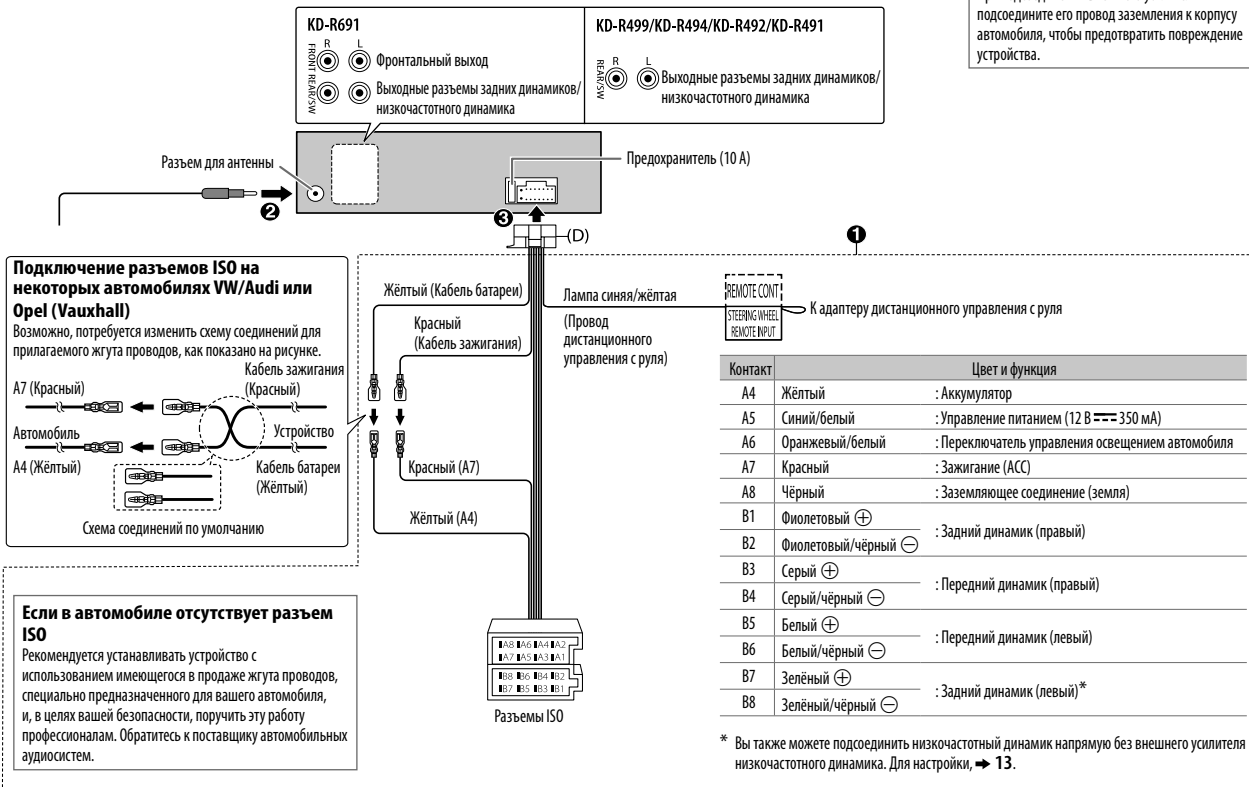 подсоедините его провод заземления к корпусу
автомобиля, чтобы предотвратить повреждение
устройства.
KD-R691
R L
FRONT
Фронтальный выход
REAR/SW
Выходные разъемы задних динамиков/
низкочастотного динамика
KD-R499/KD-R494/KD-R492/KD-R491
R L
REAR/SW
Выходные разъемы задних динамиков/
низкочастотного динамика
Разъем для антенны
Предохранитель (10 А)
2
3
(D)
1
Подключение разъемов ISO на
некоторых автомобилях VW/Audi или
Opel (Vauxhall)
Возможно, потребуется изменить схему соединений для
прилагаемого жгута проводов, как показано на рисунке.
Кабель зажигания
(Красный)
A7 (Красный)
Автомобиль
Устройство
A4 (Жёлтый)
Кабель батареи
(Жёлтый)
Схема соединений по умолчанию
Жёлтый (Кабель батареи)
Красный
(Кабель зажигания)
Лампа синяя/жёлтая
(Провод
дистанционного
управления с руля)
REMOTE CONT
STEERING WHEEL
REMOTE INPUT
К адаптеру дистанционного управления с руля
Красный (A7)
Жёлтый (A4)
A8 A6 A4 A2
A7 A5 A3 A1
B8 B6 B4 B2
B7 B5 B3 B1
Разъемы ISO
Контакт Цвет и функция
A4 Жёлтый : Аккумулятор
A5 Синий/белый : Управление питанием (12 В ⎓ 350 мА)
A6 Оранжевый/белый : Переключатель управления освещением автомобиля
A7 Красный : Зажигание (ACC)
A8 Чёрный : Заземляющее соединение (земля)
B1 Фиолетовый ⊕ : Задний динамик (правый)
B2 Фиолетовый/чёрный ⊖
B3 Серый ⊕ : Передний динамик (правый)
B4 Серый/чёрный ⊖
B5 Белый ⊕ : Передний динамик (левый)
B6 Белый/чёрный ⊖
B7 Зелёный ⊕ : Задний динамик (левый)*
B8 Зелёный/чёрный ⊖
* Вы также можете подсоединить низкочастотный динамик напрямую без внешнего усилителя
низкочастотного динамика. Для настройки, ➜ 13.
Если в автомобиле отсутствует разъем
ISO
Рекомендуется устанавливать устройство с
использованием имеющегося в продаже жгута проводов,
специально предназначенного для вашего автомобиля,
и, в целях вашей безопасности, поручить эту работу
профессионалам. Обратитесь к поставщику автомобильных
аудиосистем.